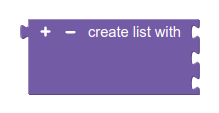 + − create list with